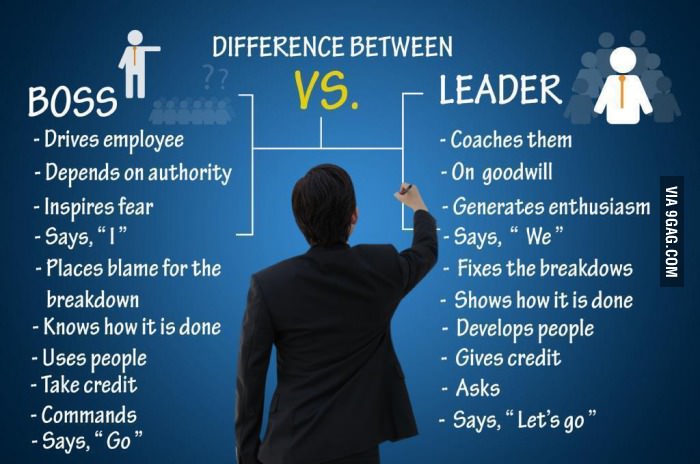 DIFFERENCE BETWEEN
VS.
??
BOSS
- Drives employee
- Depends on authority
- Inspires fear
- Says, “ I ”
- Places blame for the
breakdown
- Knows how it is done
- Uses people
- Take credit
- Commands
- Says, “ Go ”
LEADER
- Coaches them
- On goodwill
- Generates enthusiasm
- Says, “ We ”
- Fixes the breakdowns
- Shows how it is done
- Develops people
- Gives credit
- Asks
- Says, “ Let's go ”
VIA 9GAG.COM